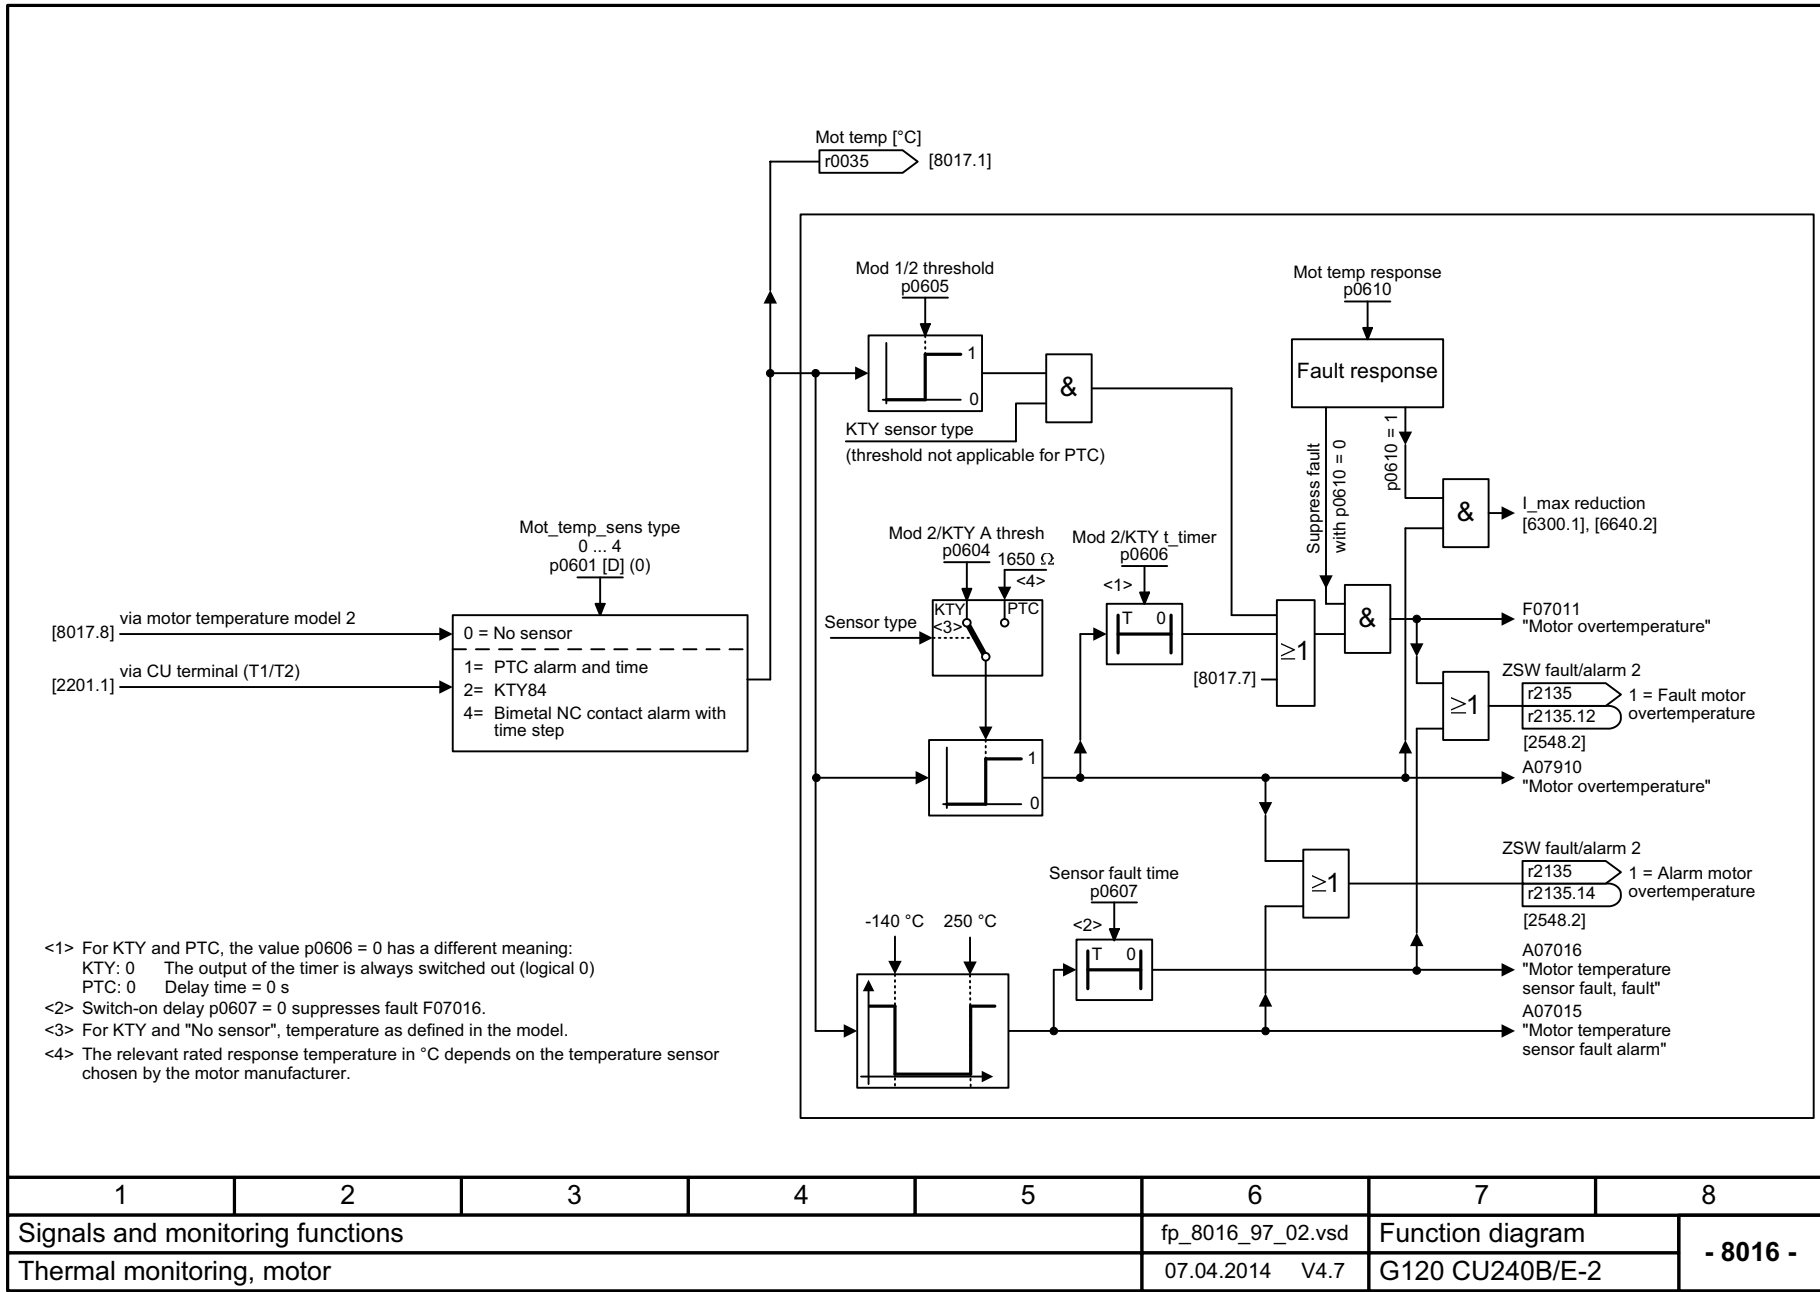 Mot temp [°C]
r0035
[8017.1]
Mod 1/2 threshold
p0605
1
0
&
KTY sensor type
(threshold not applicable for PTC)
Mot temp response
p0610
Fault response
Suppress fault
with p0610 = 0
p0610 = 1
&
I_max reduction
[6300.1], [6640.2]
Mot_temp_sens type
0 ... 4
p0601 [D] (0)
[8017.8]
via motor temperature model 2
[2201.1]
via CU terminal (T1/T2)
0 = No sensor
1= PTC alarm and time
2= KTY84
4= Bimetal NC contact alarm with
time step
Mod 2/KTY A thresh
p0604
1650 Ω
<4>
KTY
PTC
<3>
Sensor type
Mod 2/KTY t_timer
p0606
<1>
T 0
≥1
[8017.7]
&
F07011
"Motor overtemperature"
ZSW fault/alarm 2
r2135
r2135.12
1 = Fault motor
overtemperature
[2548.2]
≥1
1
0
A07910
"Motor overtemperature"
ZSW fault/alarm 2
r2135
r2135.14
1 = Alarm motor
overtemperature
[2548.2]
≥1
Sensor fault time
p0607
<2>
T 0
-140 °C
250 °C
A07016
"Motor temperature
sensor fault, fault"
A07015
"Motor temperature
sensor fault alarm"
<1> For KTY and PTC, the value p0606 = 0 has a different meaning:
KTY: 0 The output of the timer is always switched out (logical 0)
PTC: 0 Delay time = 0 s
<2> Switch-on delay p0607 = 0 suppresses fault F07016.
<3> For KTY and "No sensor", temperature as defined in the model.
<4> The relevant rated response temperature in °C depends on the temperature sensor
chosen by the motor manufacturer.
1 2 3 4 5 6 7 8
Signals and monitoring functions
fp_8016_97_02.vsd
Function diagram
- 8016 -
Thermal monitoring, motor
07.04.2014 V4.7
G120 CU240B/E-2